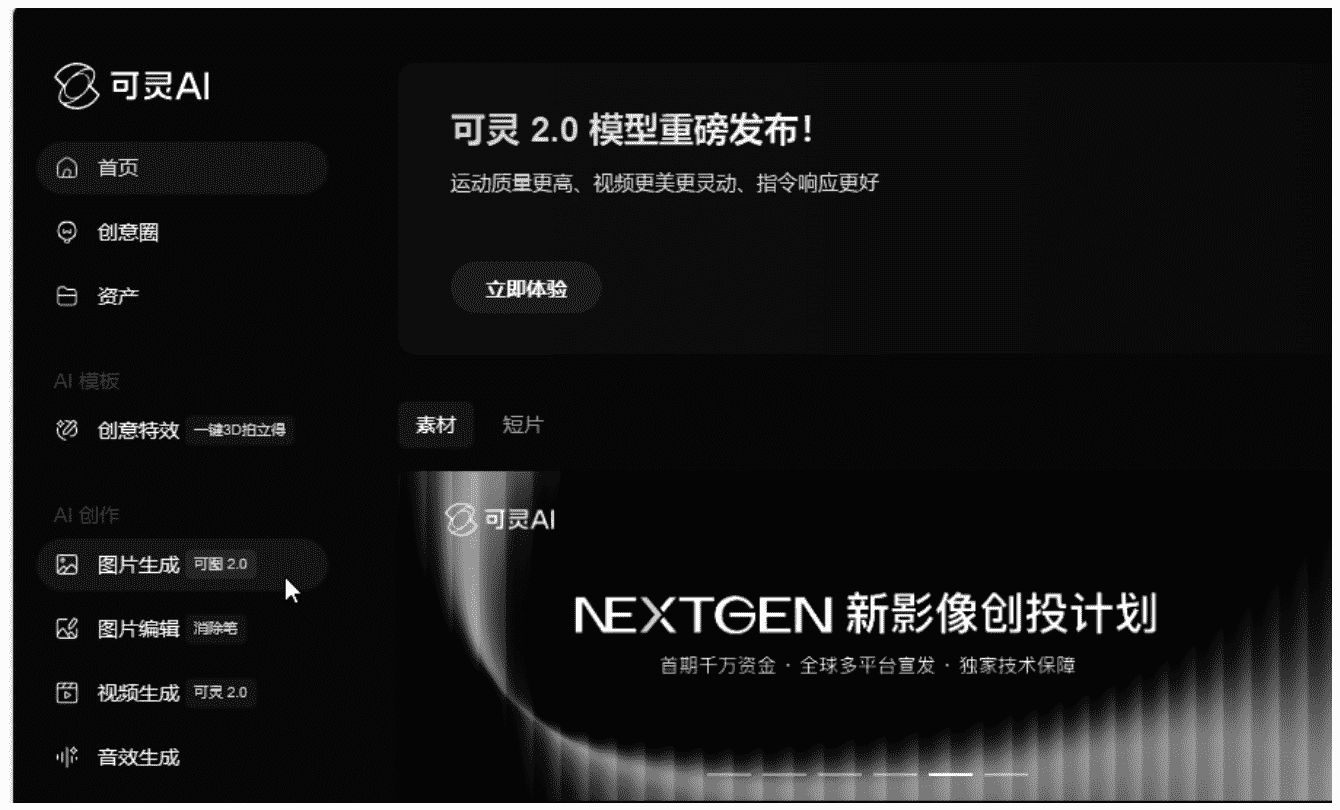 可灵AI
首页
创意圈
资产
AI 模板
创意特效 一键3D拍立得
AI 创作
图片生成 可图 2.0
图片编辑 消除笔
视频生成 可灵 2.0
音效生成
可灵 2.0 模型重磅发布！
运动质量更高、视频更美更灵动、指令响应更好
立即体验
素材 短片
可灵AI
NEXTGEN 新影像创投计划
首期千万资金 · 全球多平台宣发 · 独家技术保障